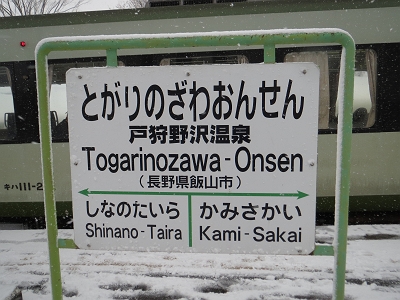 とがりのざわおんせん
戸狩野沢温泉
Togarinozawa-Onsen
(長野県飯山市)
しなのたいら かみさかい
Shinano-Taira Kami-Sakai
キハ111-2